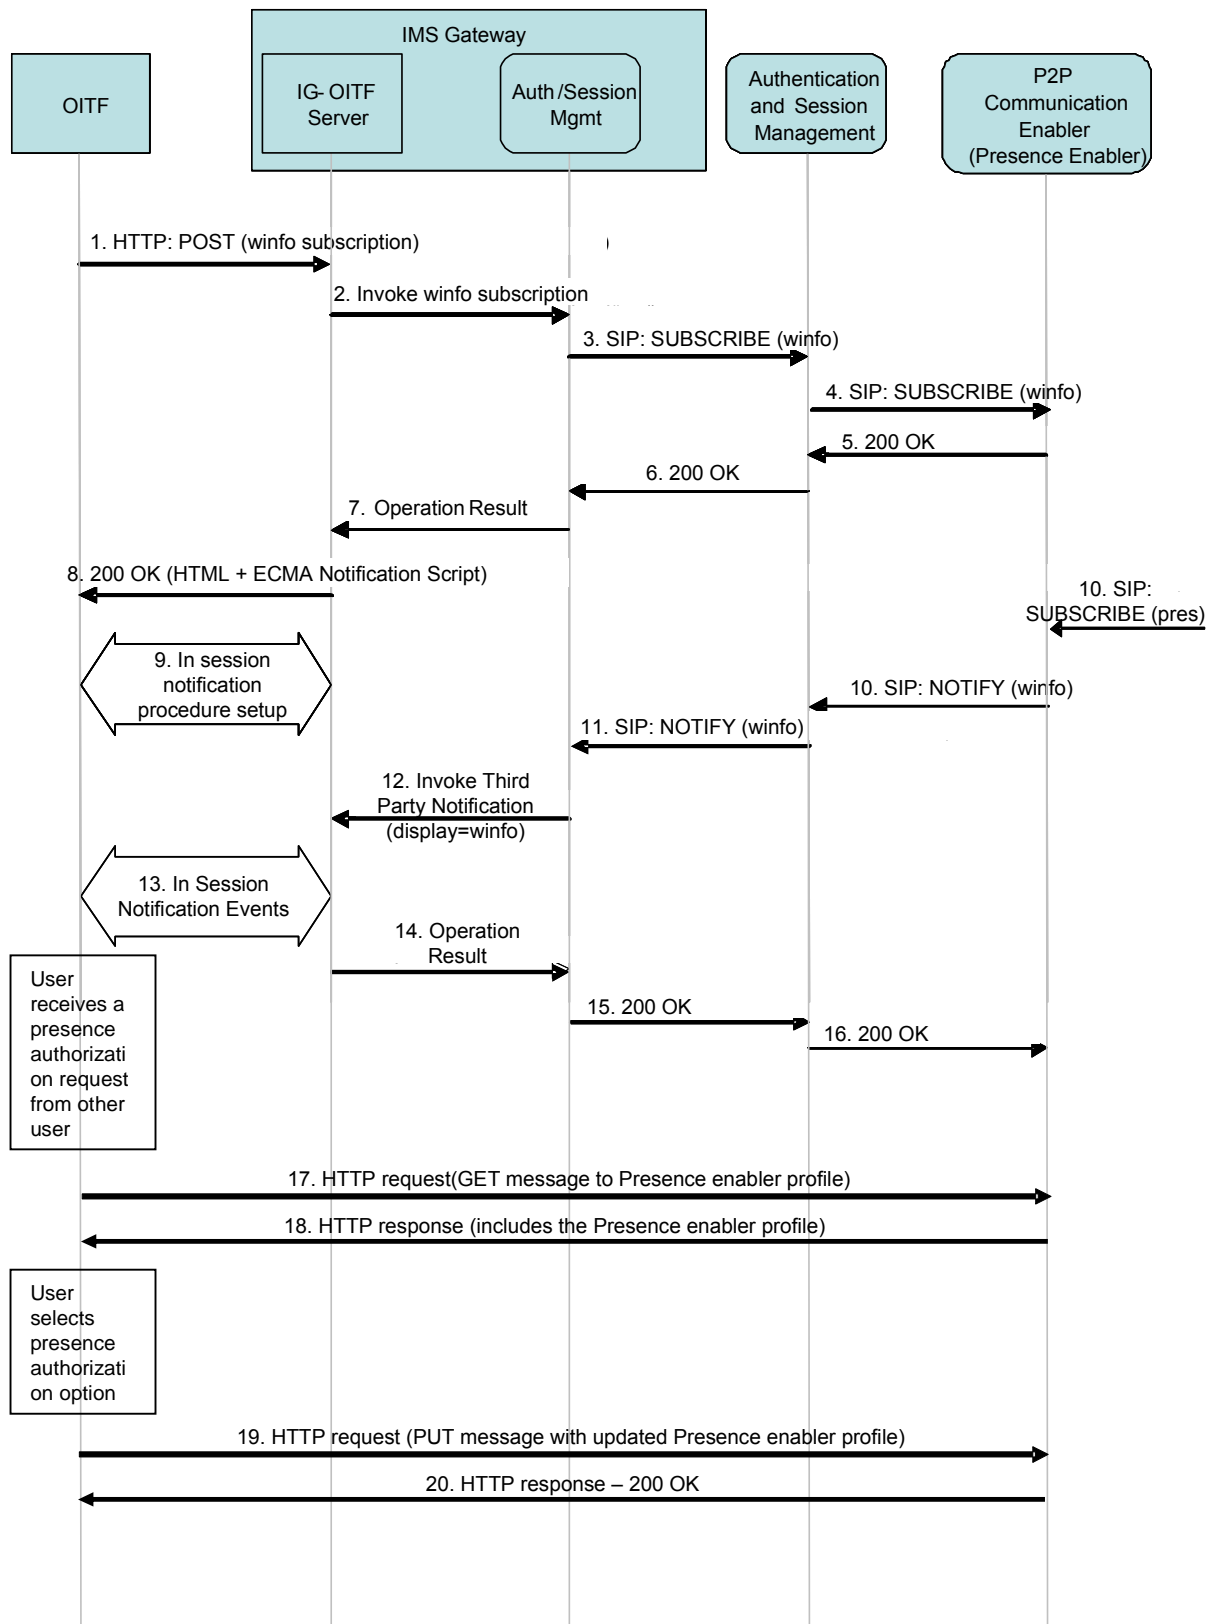 IMS Gateway
OITF
IG- OITF
Server
Auth /Session
Mgmt
Authentication
and Session
Management
P2P
Communication
Enabler
(Presence Enabler)
1. HTTP: POST (winfo subscription)
2. Invoke winfo subscription
3. SIP: SUBSCRIBE (winfo)
4. SIP: SUBSCRIBE (winfo)
5. 200 OK
6. 200 OK
7. Operation Result
8. 200 OK (HTML + ECMA Notification Script)
10. SIP:
SUBSCRIBE (pres)
9. In session
notification
procedure setup
10. SIP: NOTIFY (winfo)
11. SIP: NOTIFY (winfo)
12. Invoke Third
Party Notification
(display=winfo)
13. In Session
Notification Events
14. Operation
Result
User
receives a
presence
authorizati
on request
from other
user
15. 200 OK
16. 200 OK
17. HTTP request(GET message to Presence enabler profile)
18. HTTP response (includes the Presence enabler profile)
User
selects
presence
authorizati
on option
19. HTTP request (PUT message with updated Presence enabler profile)
20. HTTP response – 200 OK